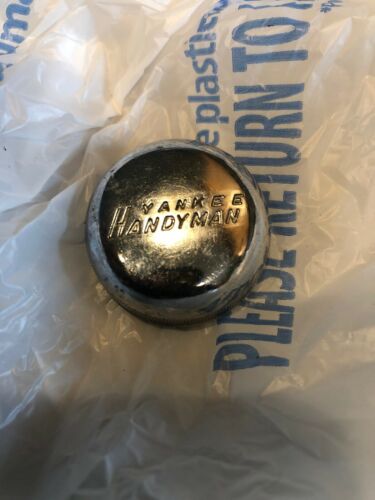 YANKEE
HANDYMAN
e plastic
PLEASE RETURN TO